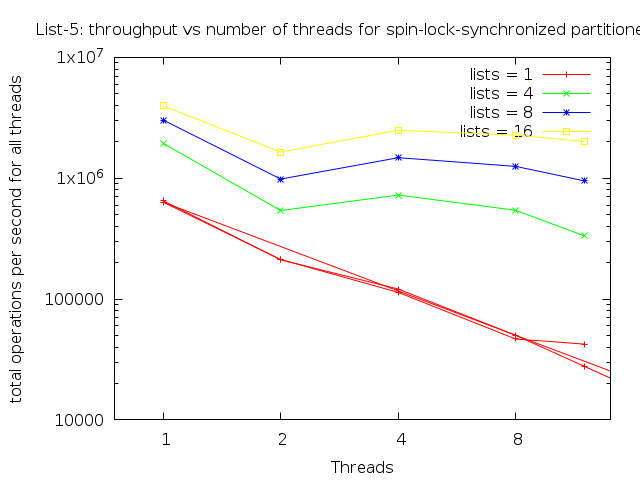 List-5: throughput vs number of threads for spin-lock-synchronized partitione
1x10^7
1x10^6
100000
10000
total operations per second for all threads
lists = 1
lists = 4
lists = 8
lists = 16
1 2 4 8
Threads